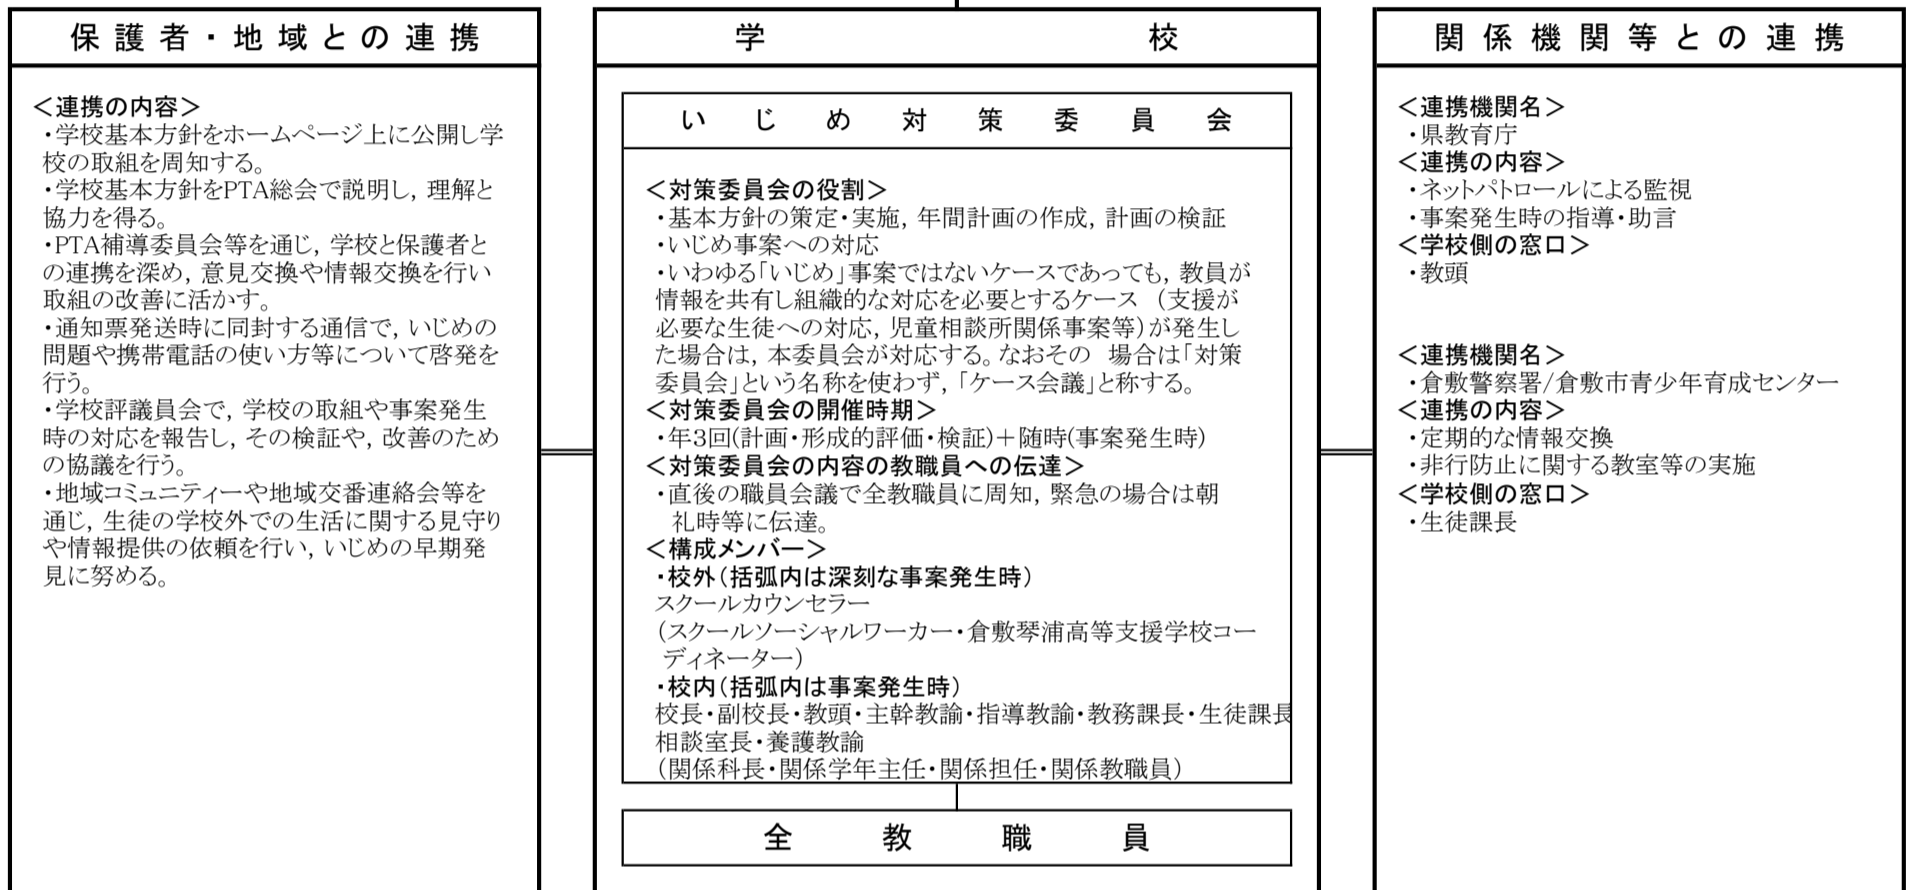 保護者・地域との連携
＜連携の内容＞
・学校基本方針をホームページ上に公開し学
校の取組を周知する。
・学校基本方針をPTA総会で説明し，理解と
協力を得る。
・PTA補導委員会等を通じ，学校と保護者と
の連携を深め，意見交換や情報交換を行い
取組の改善に活かす。
・通知票発送時に同封する通信で，いじめの
問題や携帯電話の使い方等について啓発を
行う。
・学校評議員会で，学校の取組や事案発生
時の対応を報告し，その検証や，改善のため
の協議を行う。
・地域コミュニティーや地域交番連絡会等を
通じ，生徒の学校外での生活に関する見守り
や情報提供の依頼を行い，いじめの早期発
見に努める。
学校
いじめ対策委員会
＜対策委員会の役割＞
・基本方針の策定・実施，年間計画の作成，計画の検証
・いじめ事案への対応
・いわゆる「いじめ」事案ではないケースであっても，教員が
情報を共有し組織的な対応を必要とするケース　（支援が
必要な生徒への対応，児童相談所関係事案等）が発生し
た場合は，本委員会が対応する。なおその　場合は「対策
委員会」という名称を使わず，「ケース会議」と称する。
＜対策委員会の開催時期＞
・年3回(計画・形成的評価・検証)＋随時(事案発生時)
＜対策委員会の内容の教職員への伝達＞
・直後の職員会議で全教職員に周知，緊急の場合は朝
礼時等に伝達。
＜構成メンバー＞
・校外（括弧内は深刻な事案発生時）
スクールカウンセラー
（スクールソーシャルワーカー・倉敷琴浦高等支援学校コー
ディネーター）
・校内（括弧内は事案発生時）
校長・副校長・教頭・主幹教諭・指導教諭・教務課長・生徒課長
相談室長・養護教諭
（関係科長・関係学年主任・関係担任・関係教職員）
全教職員
関係機関等との連携
＜連携機関名＞
・県教育庁
＜連携の内容＞
・ネットパトロールによる監視
・事案発生時の指導・助言
＜学校側の窓口＞
・教頭
＜連携機関名＞
・倉敷警察署/倉敷市青少年育成センター
＜連携の内容＞
・定期的な情報交換
・非行防止に関する教室等の実施
＜学校側の窓口＞
・生徒課長